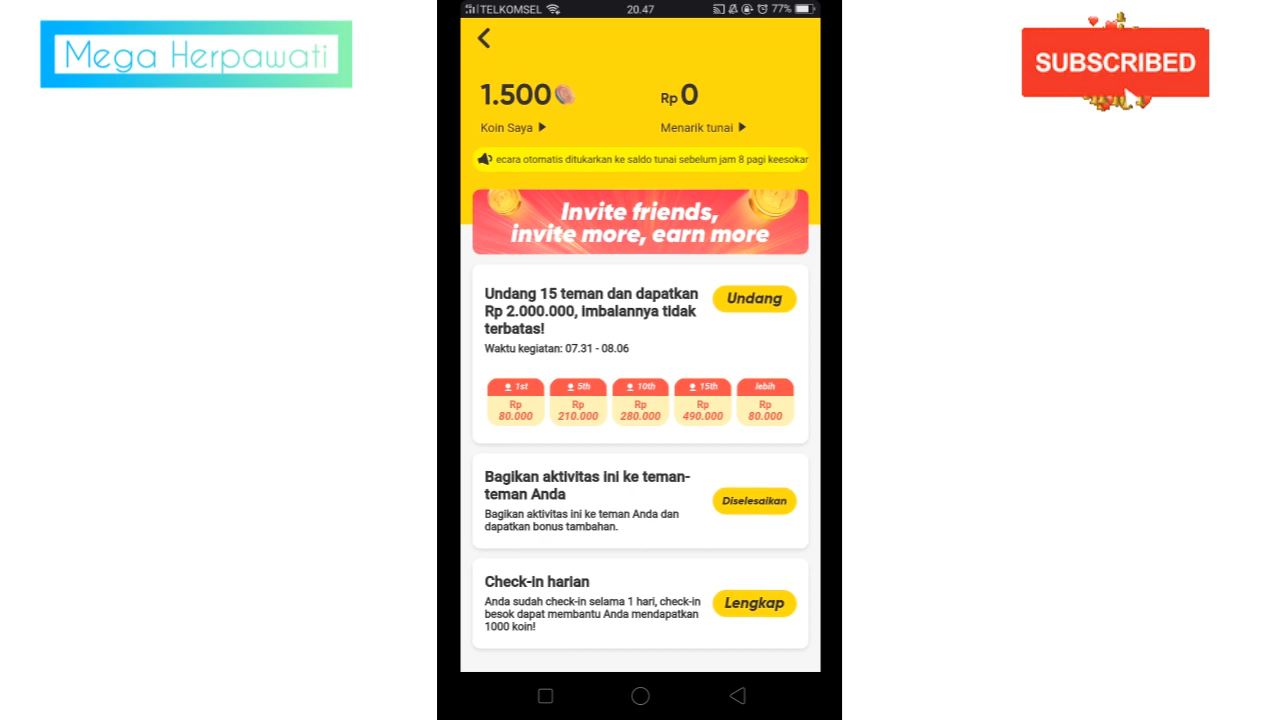 Mega Herpawati
SUBSCRIBED
TELKOMSEL
20.47
77%
1.500
Rp 0
Koin Saya
Menarik tunai
ecara otomatis ditukarkan ke saldo tunai sebelum jam 8 pagi keesokar
Invite friends,
invite more, earn more
Undang 15 teman dan dapatkan
Rp 2.000.000, imbalannya tidak
terbatas!
Undang
Waktu kegiatan: 07.31 - 08.06
1st
5th
10th
15th
lebih
Rp
80.000
Rp
210.000
Rp
280.000
Rp
490.000
Rp
80.000
Bagikan aktivitas ini ke teman-
teman Anda
Diselesaikan
Bagikan aktivitas ini ke teman Anda dan
dapatkan bonus tambahan.
Check-in harian
Anda sudah check-in selama 1 hari, check-in
besok dapat membantu Anda mendapatkan
1000 koin!
Lengkap